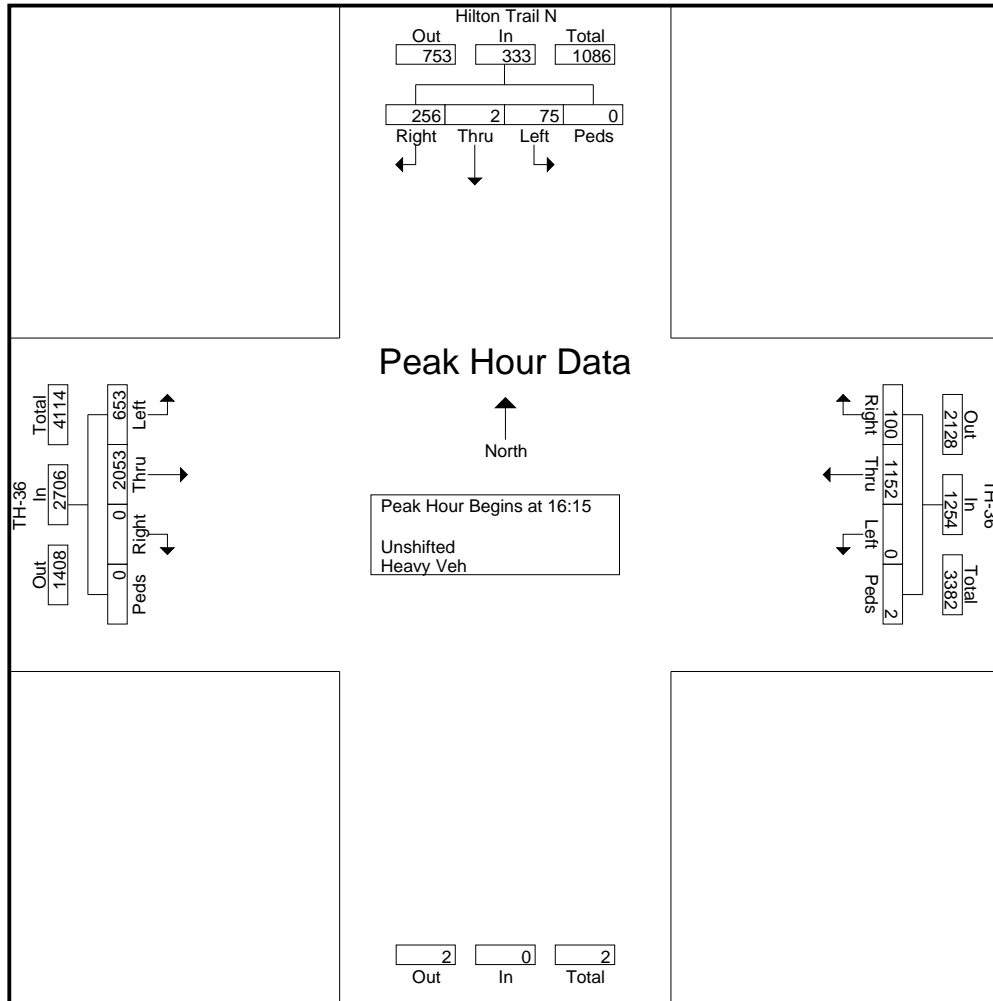 Hilton Trail N
Out In Total
753 333 1086
256 2 75 0
Right Thru Left Peds
Peak Hour Data
North
Peak Hour Begins at 16:15
Unshifted
Heavy Veh
TH-36
Total In Out
4114 2706 1408
653 2053 0 0
Left Thru Right Peds
TH-36
Out In Total
2128 1254 3382
100 1152 0 2
Right Thru Left Peds
2 0 2
Out In Total